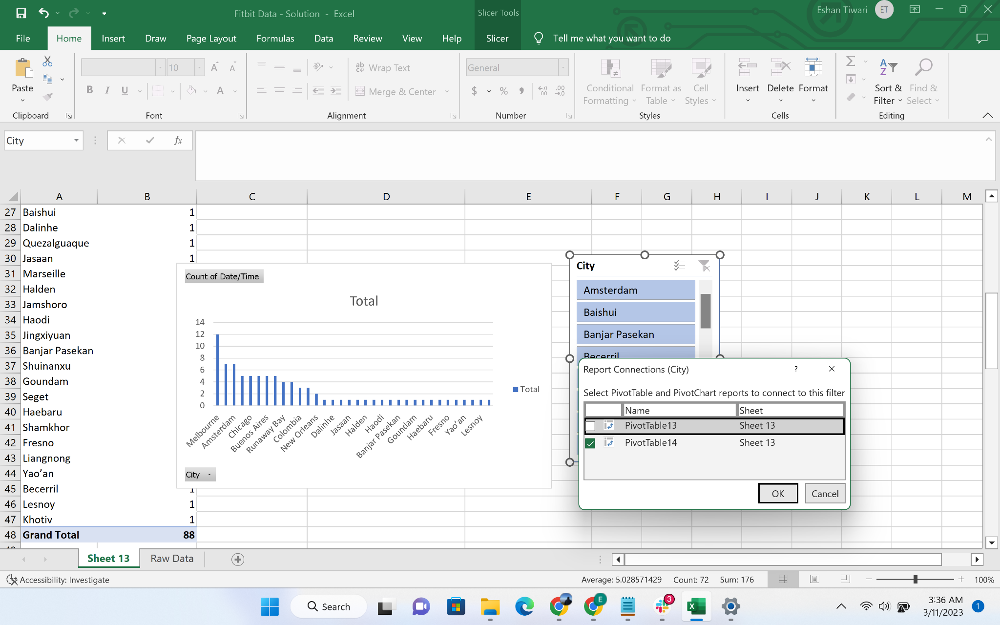 Fitbit Data - Solution - Excel
Slicer Tools
Eshan Tiwari
ET
File
Home
Insert
Draw
Page Layout
Formulas
Data
Review
View
Help
Slicer
Tell me what you want to do
Paste
10
Wrap Text
Merge & Center
General
Conditional
Formatting
Format as
Table
Cell
Styles
Insert
Delete
Format
Sort &
Filter
Find &
Select
Clipboard
Font
Alignment
Number
Styles
Cells
Editing
City
fx
A B C D E F G H I J K L M
27 Baishui 1
28 Dalinhe 1
29 Quezalguaque 1
30 Jasaan 1
31 Marseille
32 Halden
33 Jamshoro
34 Haodi
35 Jingxiyuan
36 Banjar Pasekan
37 Shuinanxu
38 Goundam
39 Seget
40 Haebaru
41 Shamkhor
42 Fresno
43 Liangnong
44 Yao’an
45 Becerril 1
46 Lesnoy 1
47 Khotiv 1
48 Grand Total 88
Count of Date/Time
Total
14
12
10
8
6
4
2
0
Melbourne
Amsterdam
Chicago
Buenos Aires
Runaway Bay
Colombia
New Orleans
Dalinhe
Jasaan
Halden
Haodi
Banjar Pasekan
Goundam
Haebaru
Fresno
Yao’an
Lesnoy
Total
City
City
Amsterdam
Baishui
Banjar Pasekan
Becerril
Report Connections (City)
?
Select PivotTable and PivotChart reports to connect to this filter
Name Sheet
PivotTable13 Sheet 13
PivotTable14 Sheet 13
OK
Cancel
Sheet 13
Raw Data
Accessibility: Investigate
Average: 5.028571429
Count: 72
Sum: 176
100%
Search
E
3
3:36 AM
3/11/2023
1